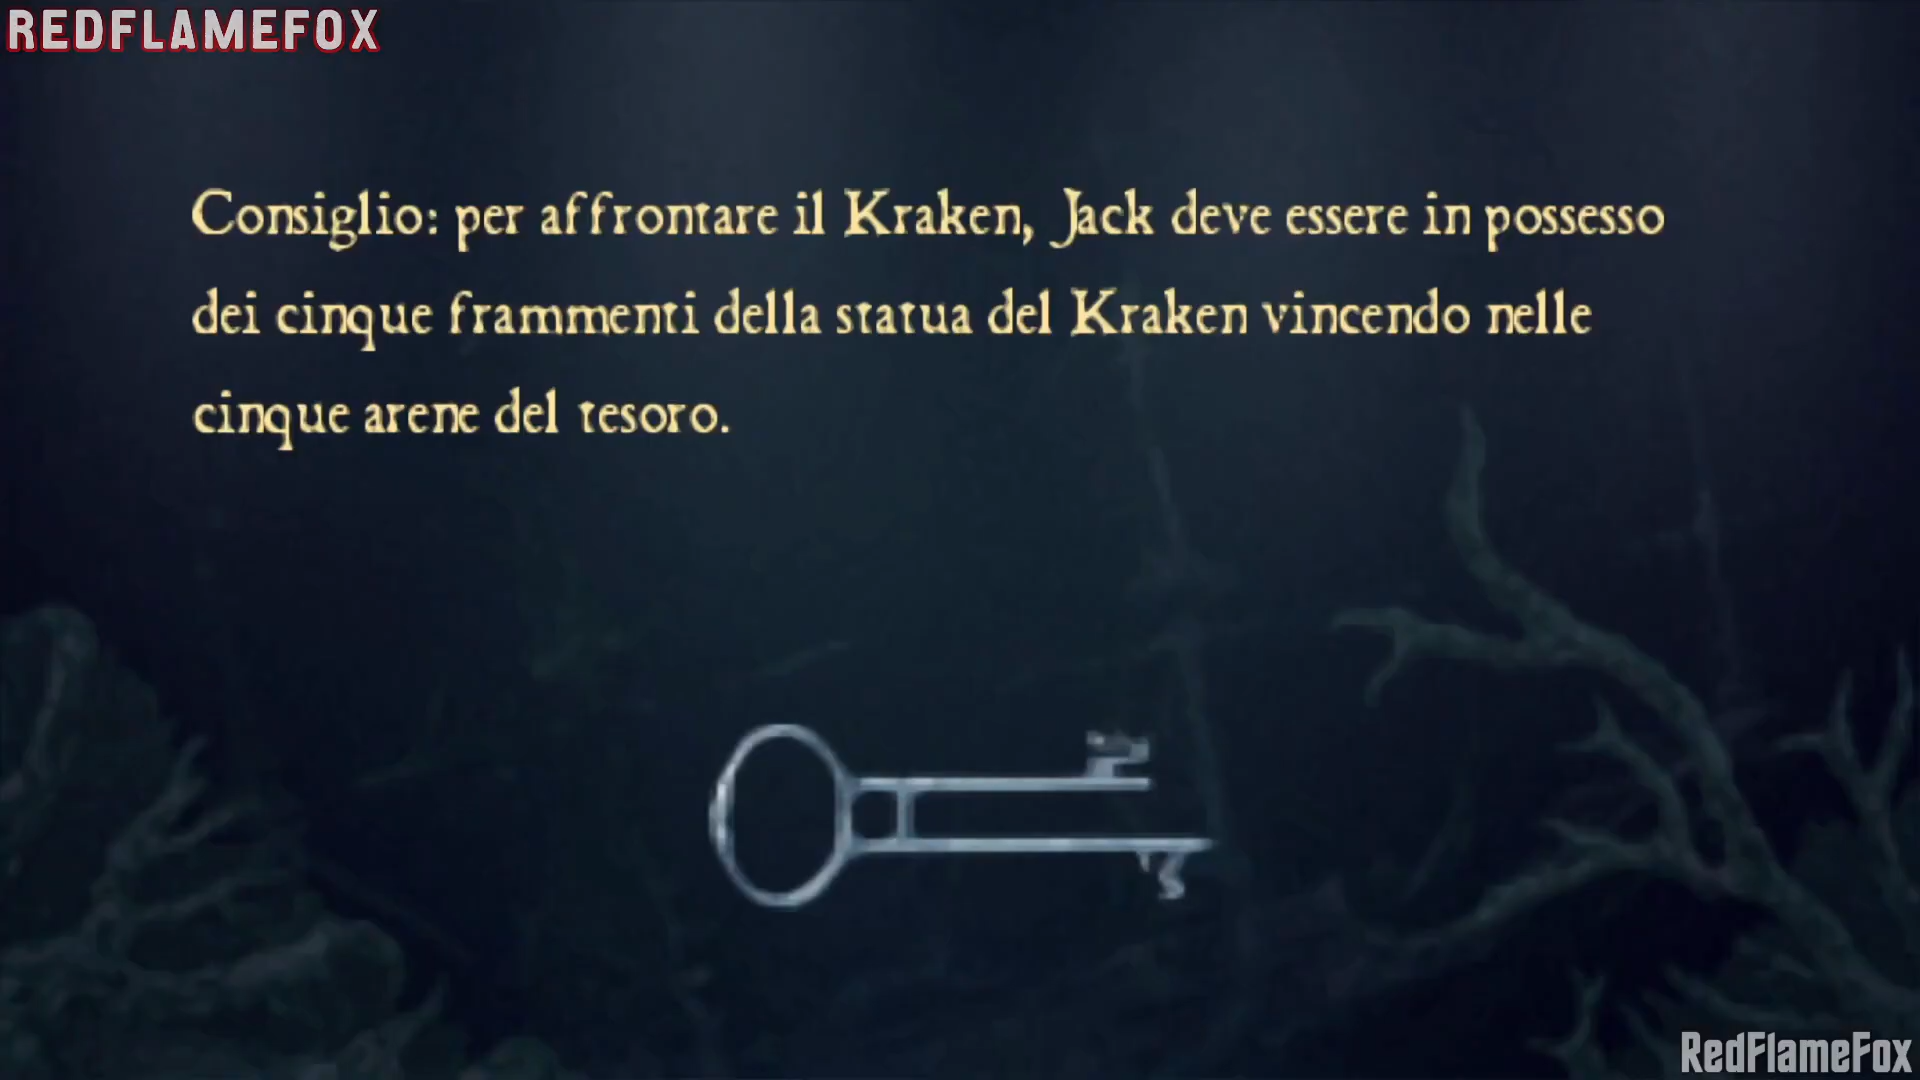 REDFLAMEFOX
Consiglio: per affrontare il Kraken, Jack deve essere in possesso
dei cinque frammenti della statua del Kraken vincendo nelle
cinque arene del tesoro.
RedFlameFox